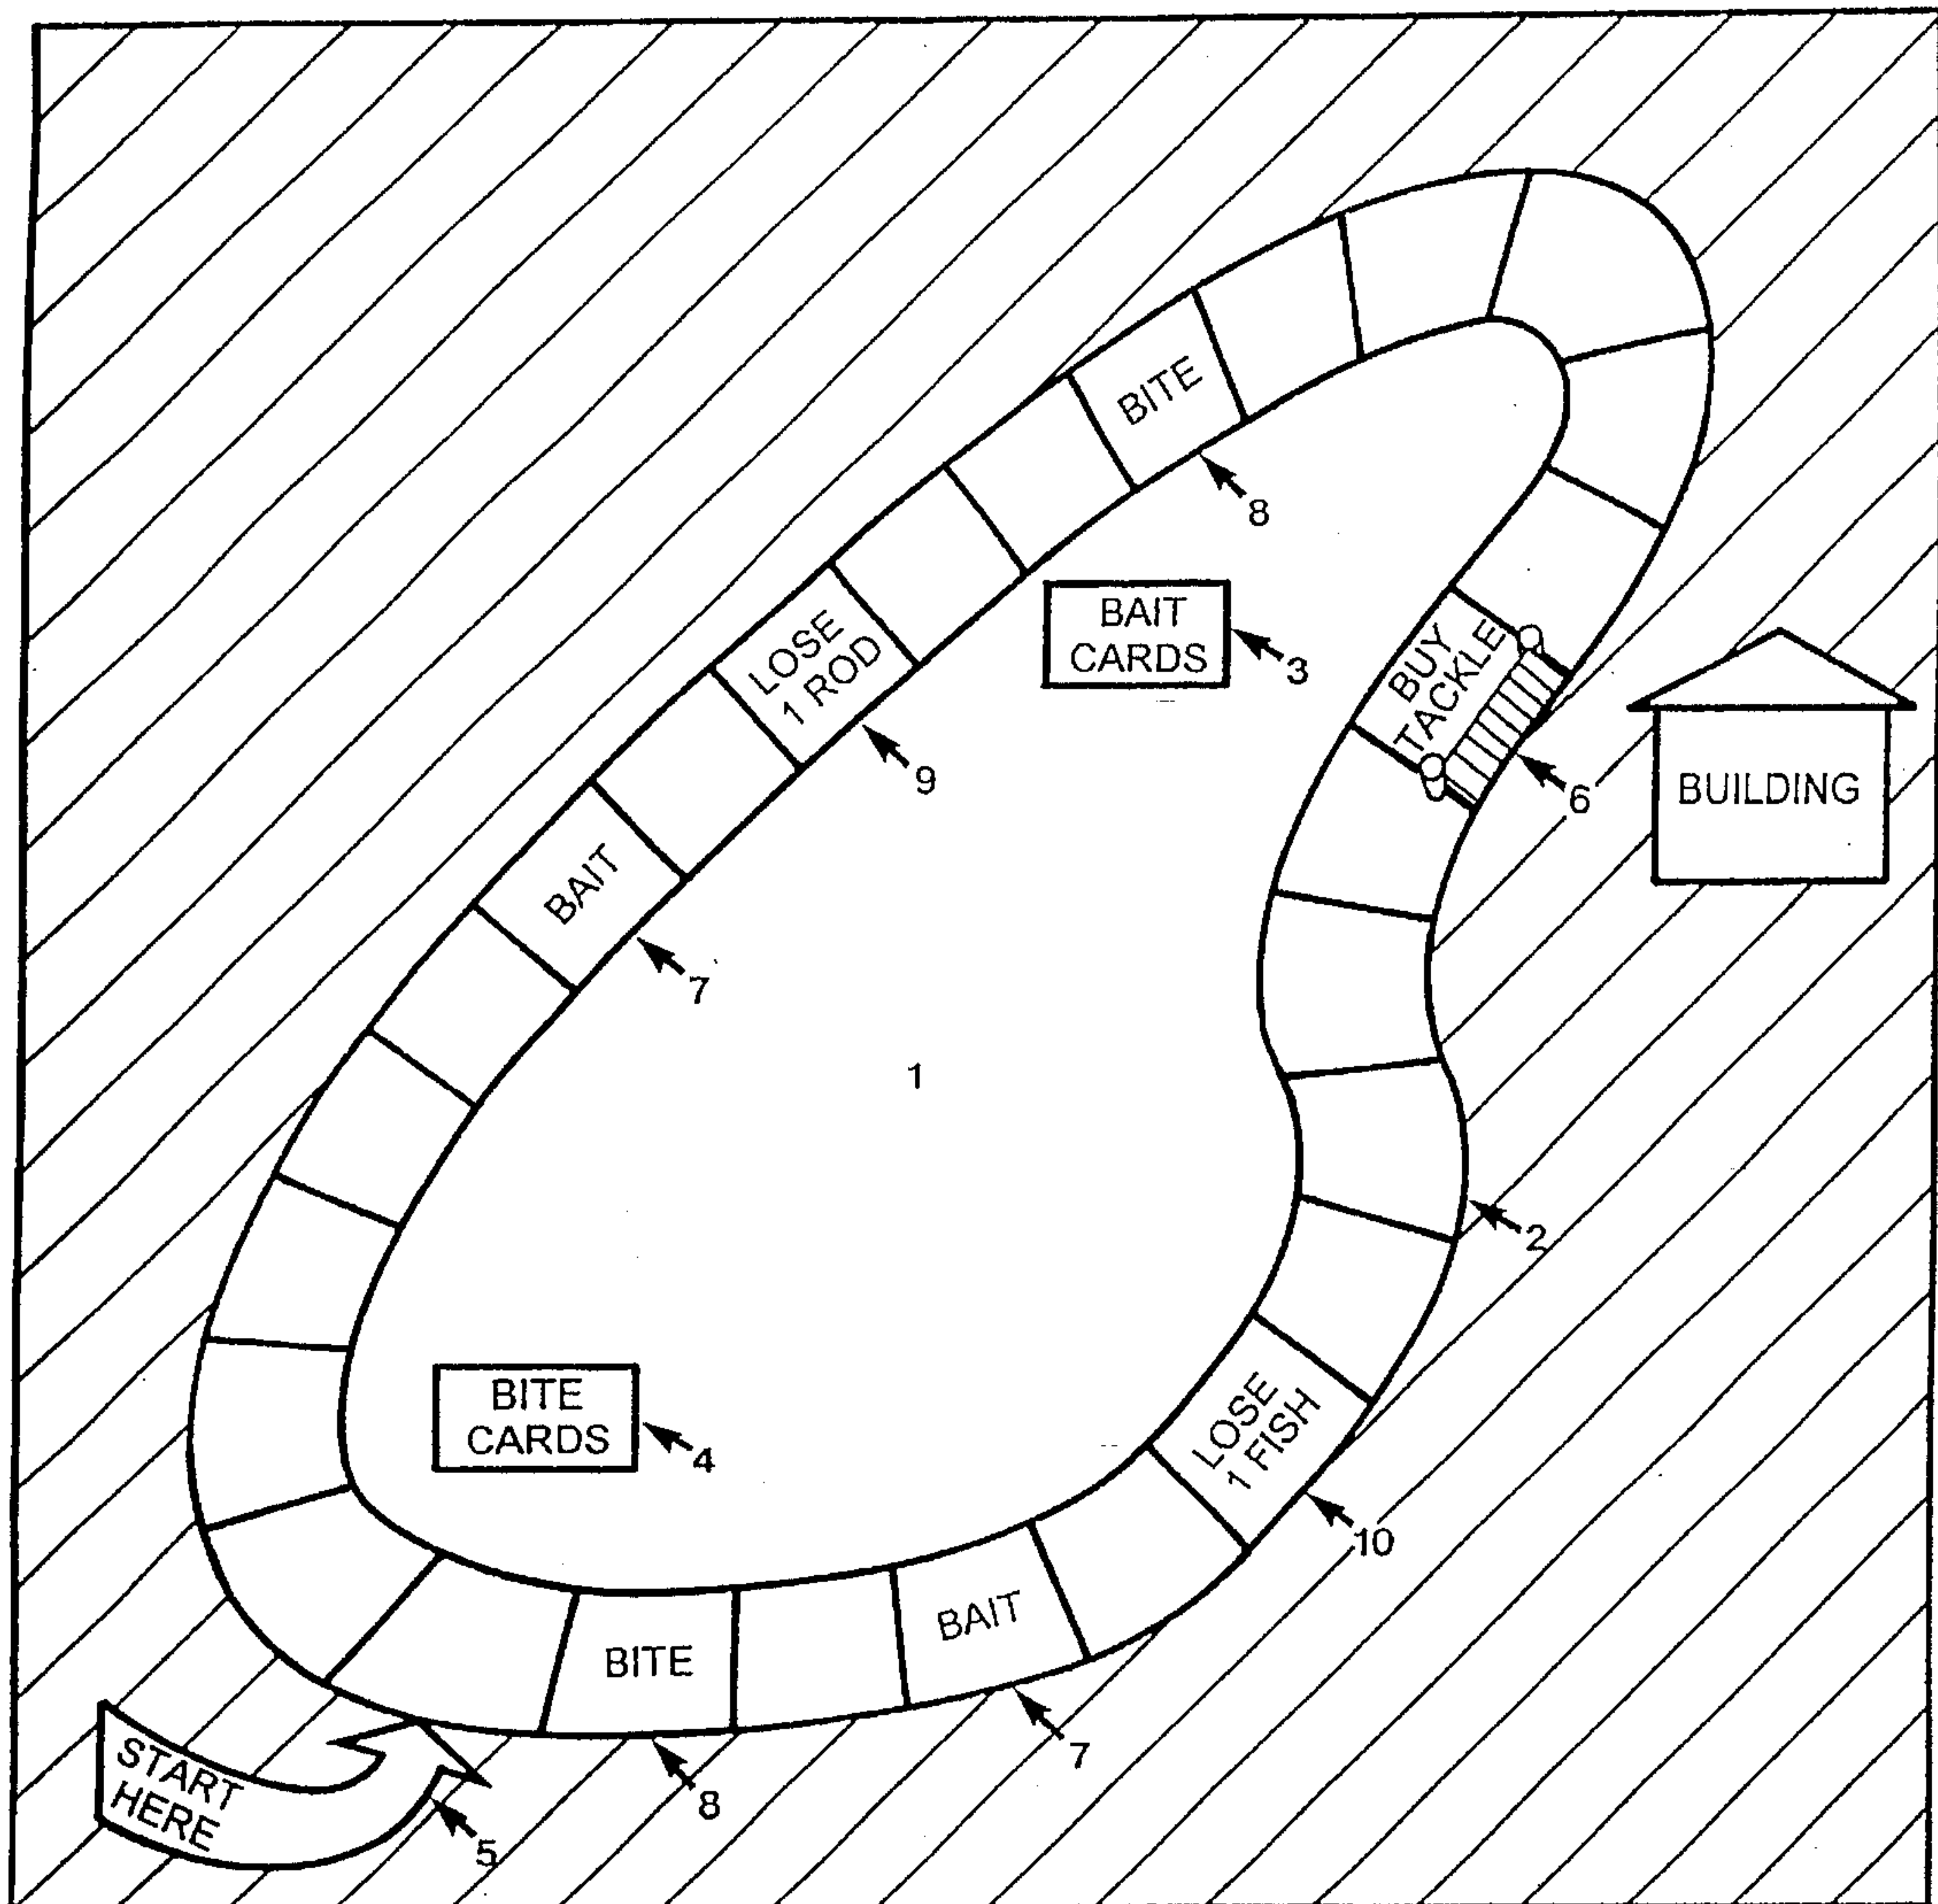 BITE
8
BAIT
CARDS
3
LOSE
1 ROD
9
BUY
TACKLE
6
BUILDING
BAIT
7
1
2
BITE
CARDS
4
LOSE
1 FISH
10
BAIT
7
BITE
8
START
HERE
5